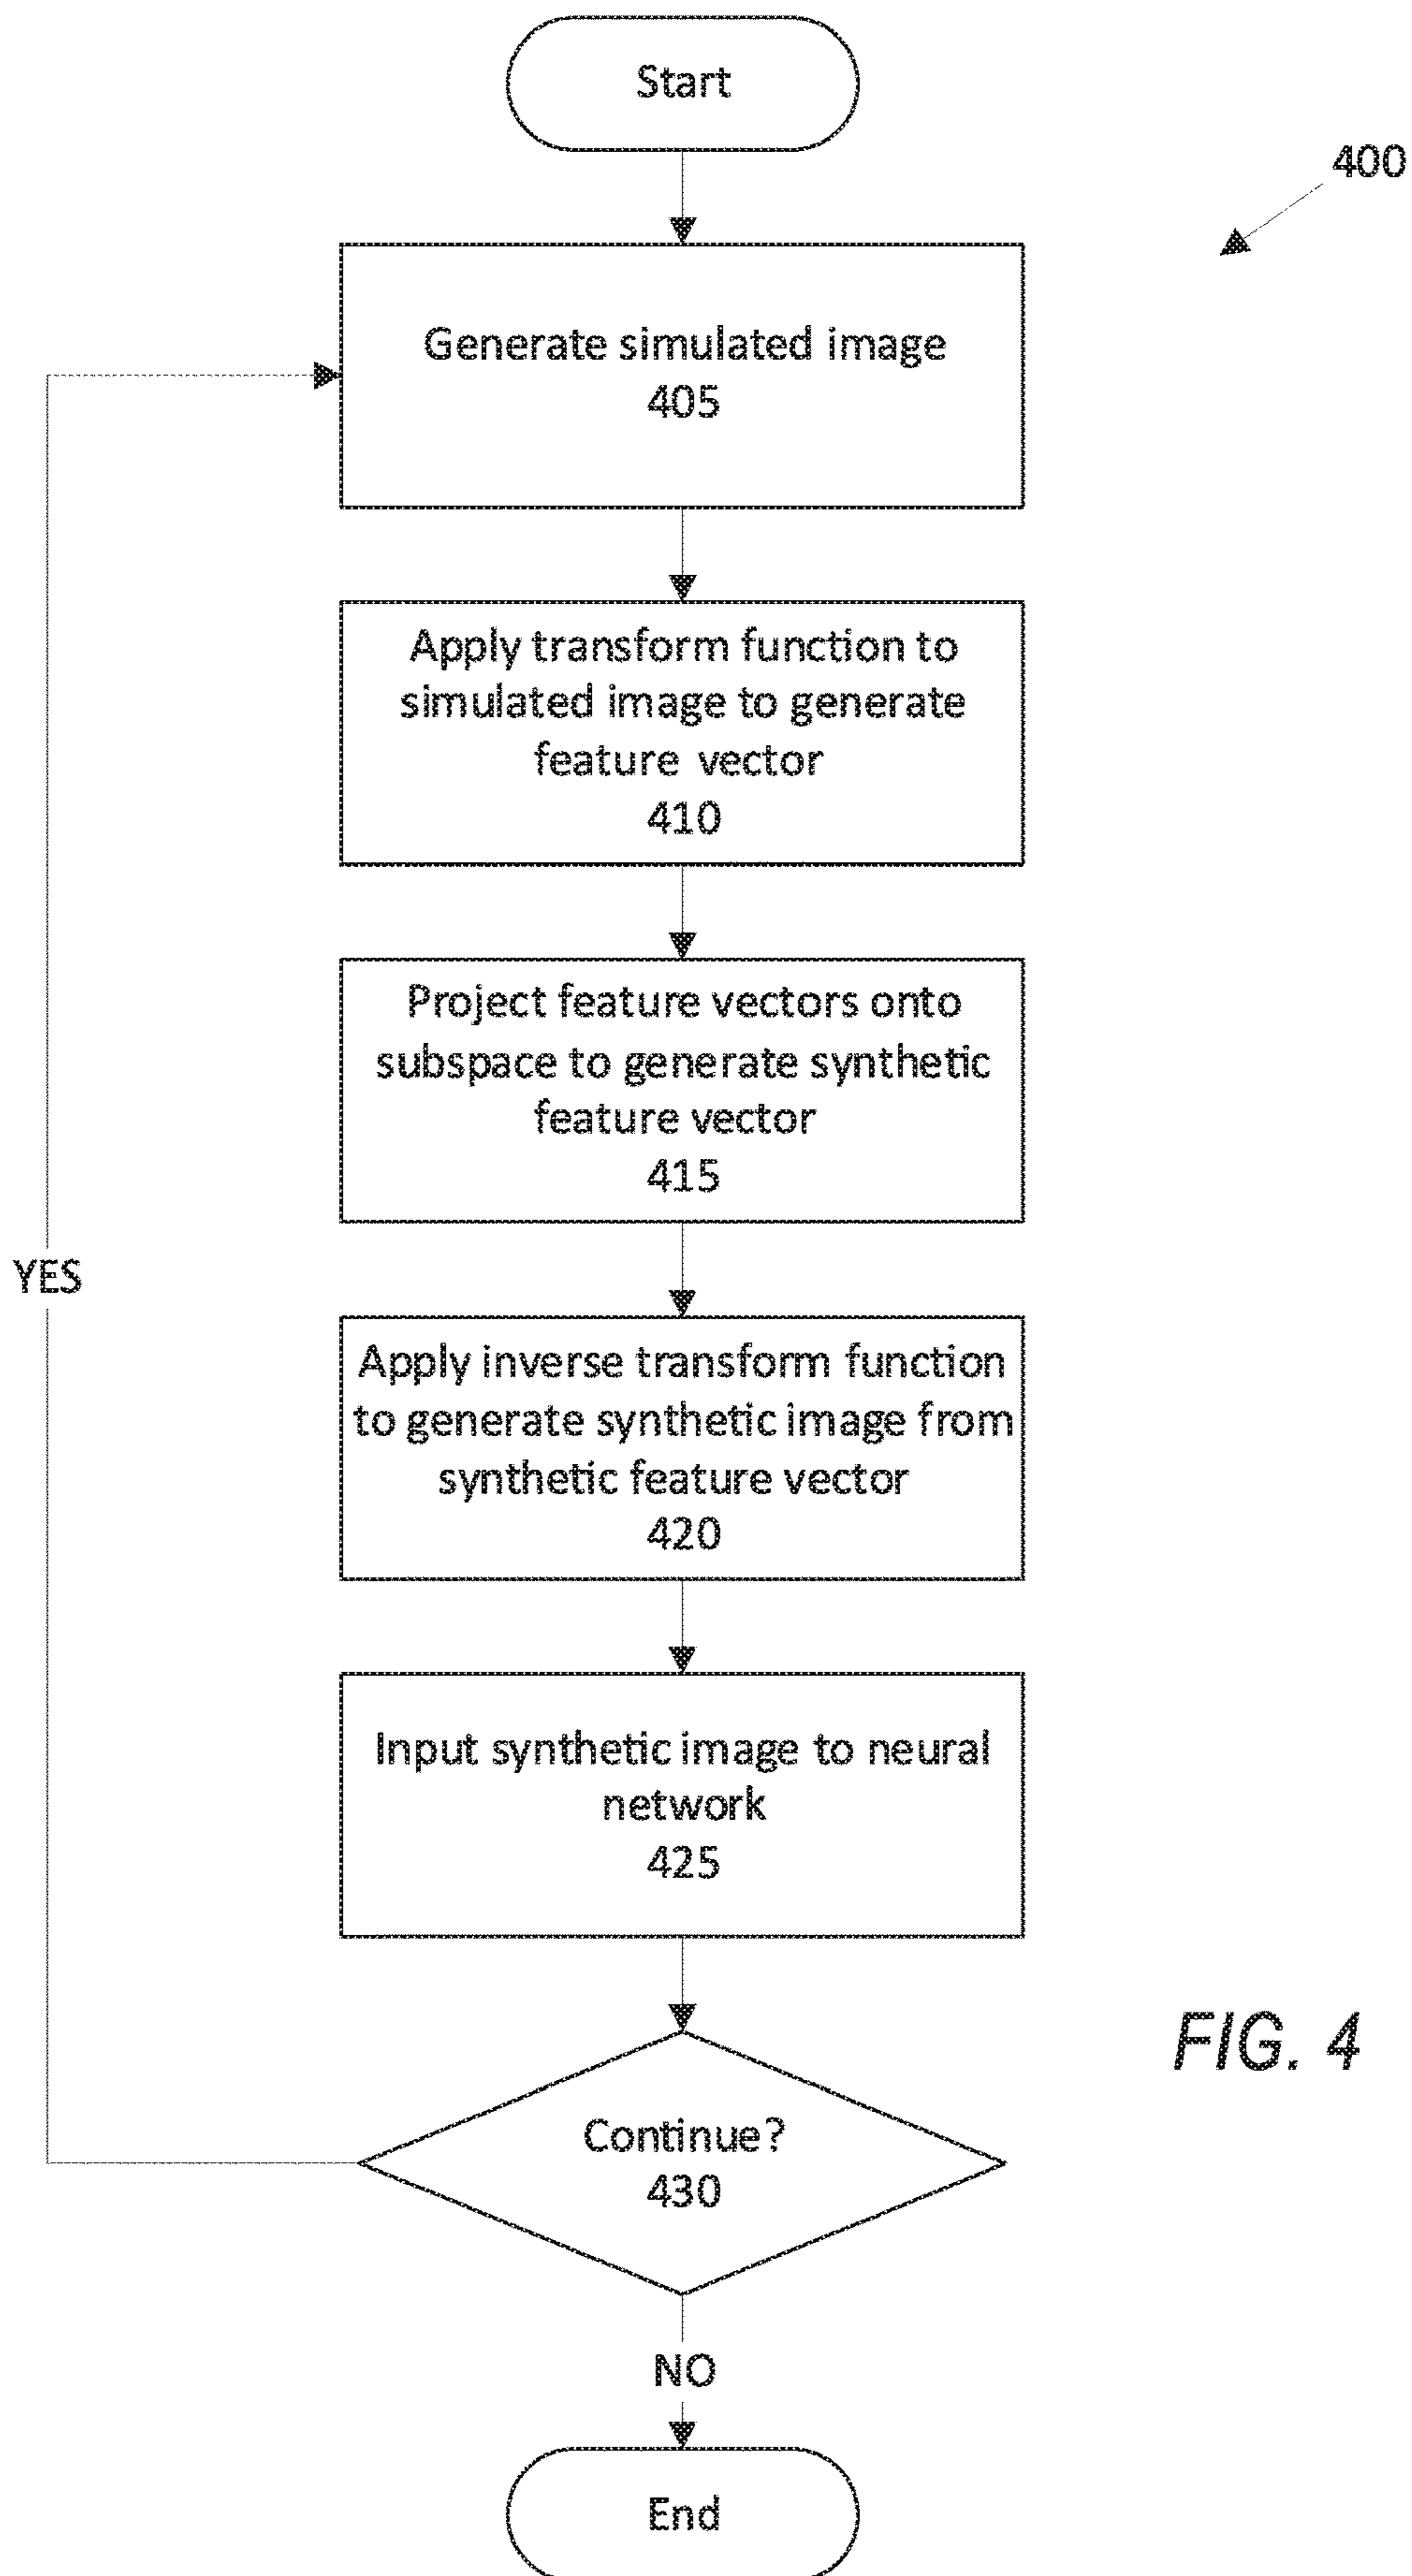 Start
400
Generate simulated image
405
Apply transform function to
simulated image to generate
feature vector
410
Project feature vectors onto
subspace to generate synthetic
feature vector
415
YES
Apply inverse transform function
to generate synthetic image from
synthetic feature vector
420
Input synthetic image to neural
network
425
FIG. 4
Continue?
430
NO
End